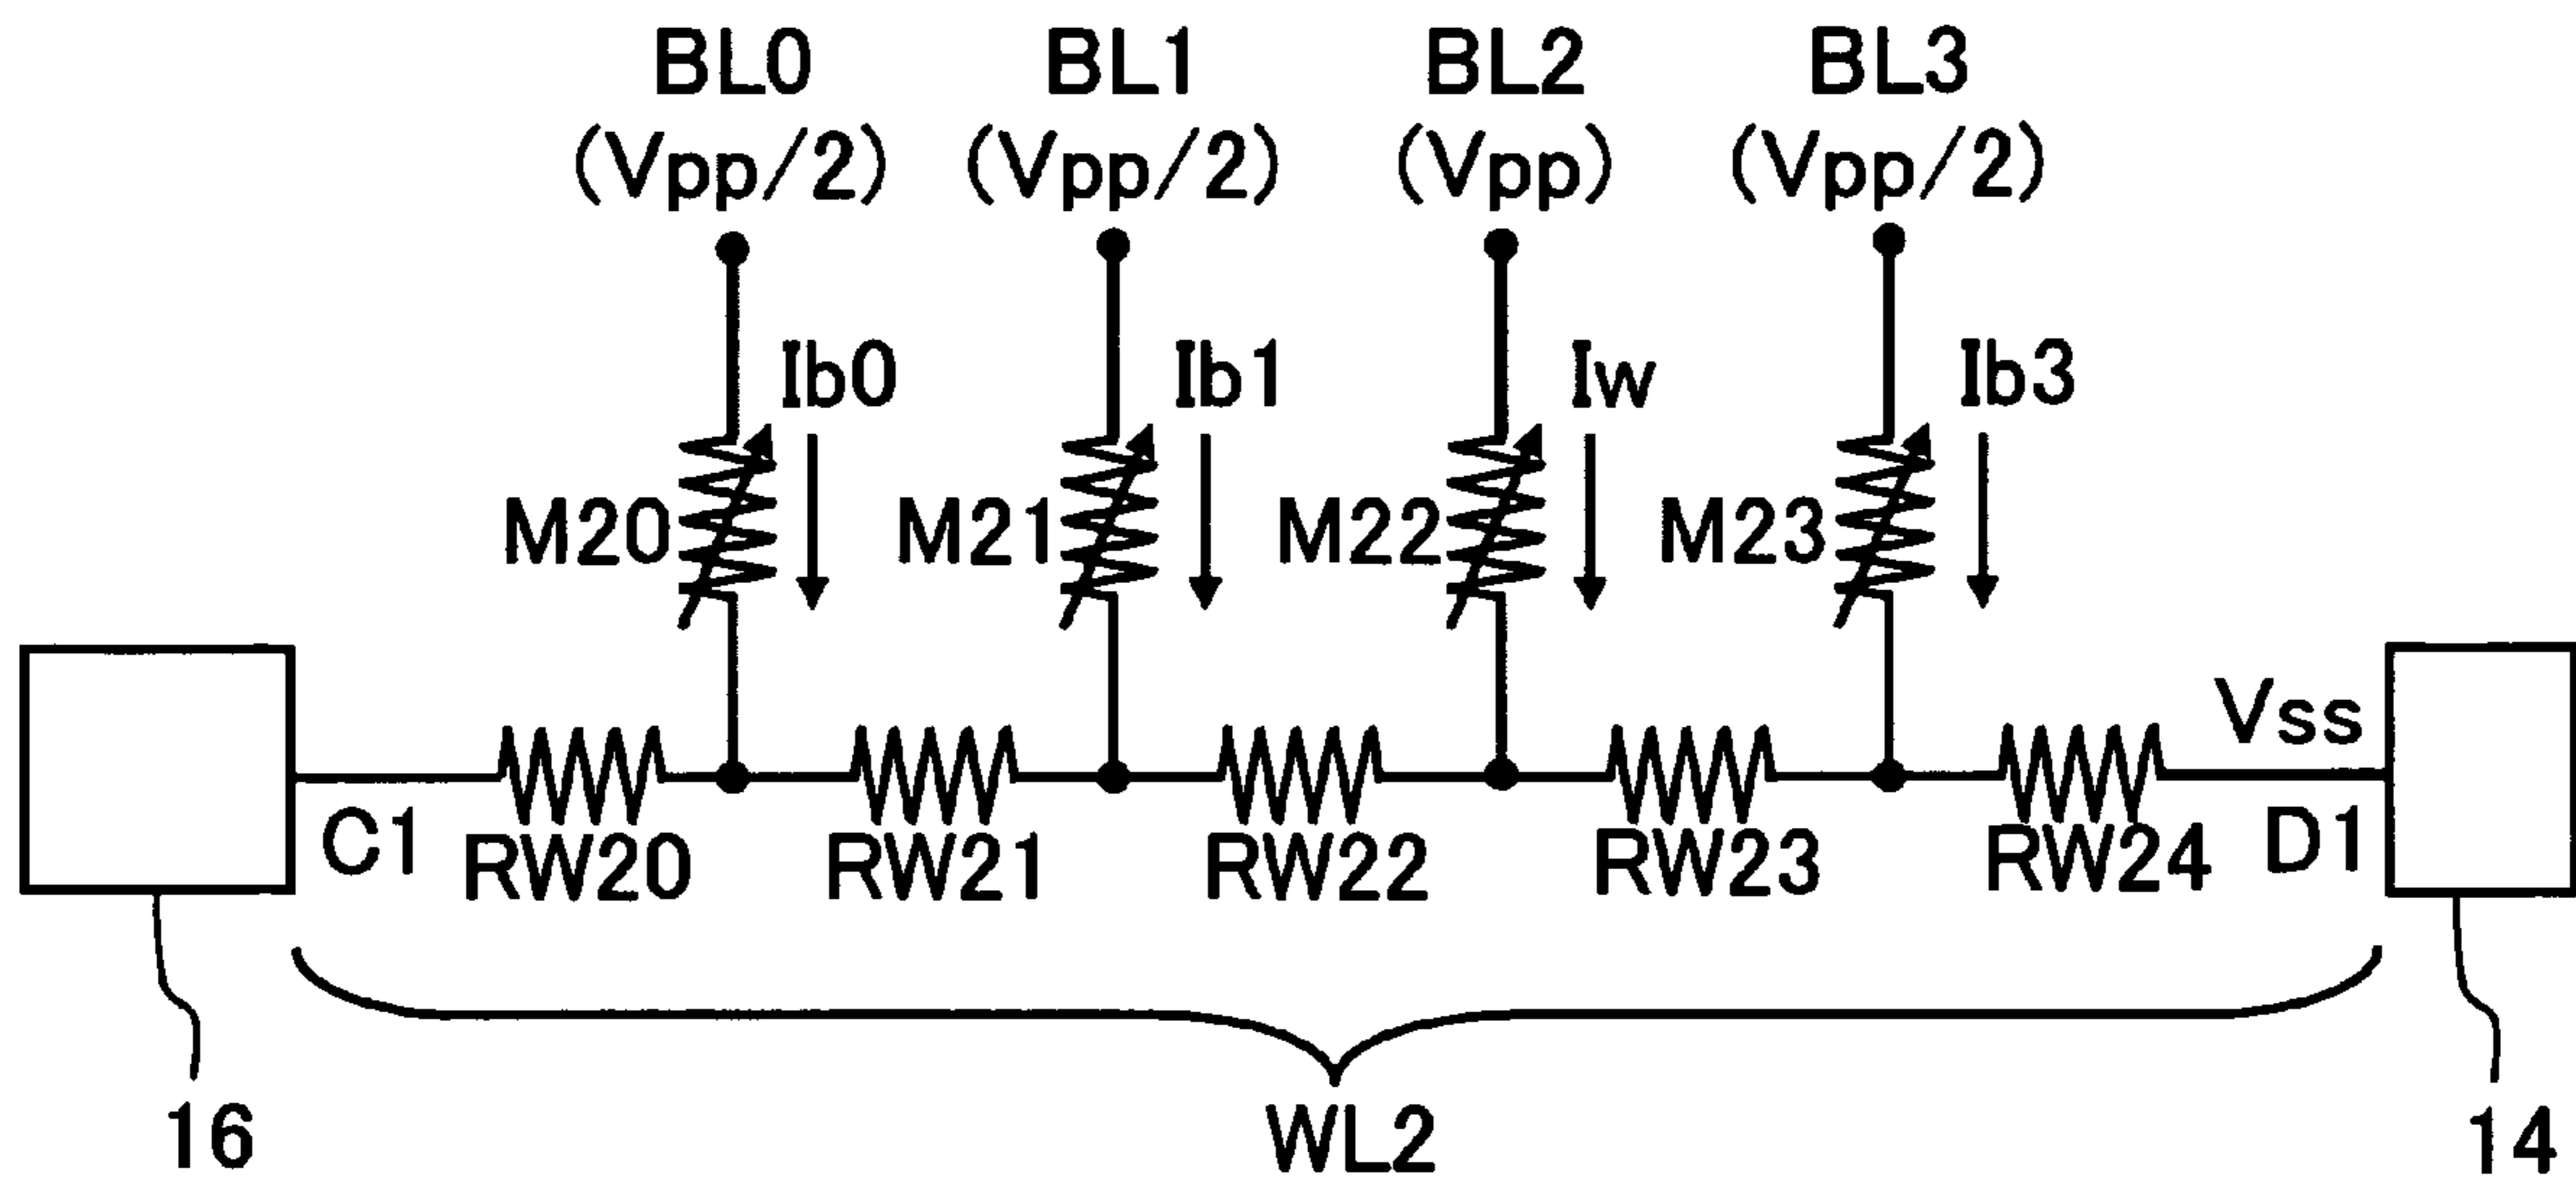 BL0 BL1 BL2 BL3
(Vpp/2) (Vpp/2) (Vpp) (Vpp/2)
Ib0 Ib1 Iw Ib3
M20 M21 M22 M23
Vss
C1 RW20 RW21 RW22 RW23 RW24 D1
16 WL2 14